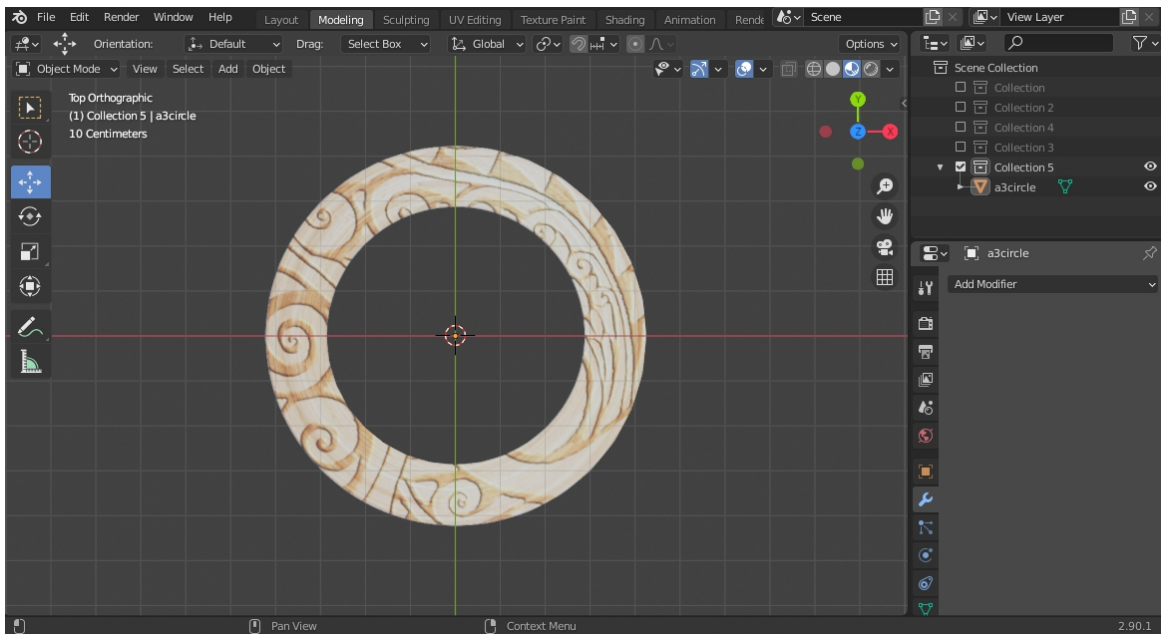 File Edit Render Window Help Layout Modeling Sculpting UV Editing Texture Paint Shading Animation Rende Scene View Layer
Orientation: Default Drag: Select Box Global Options
Object Mode View Select Add Object
Top Orthographic
(1) Collection 5 | a3circle
10 Centimeters
Y
Z
X
Scene Collection
Collection
Collection 2
Collection 4
Collection 3
Collection 5
a3circle
a3circle
Add Modifier
Pan View Context Menu 2.90.1